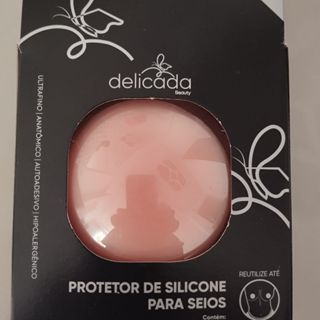 delicada
Beauty
ULTRAFINO | ANATÔMICO | AUTOADESIVO | HIPOALERGÊNICO
REUTILIZE ATÉ
PROTETOR DE SILICONE
PARA SEIOS
Contém: